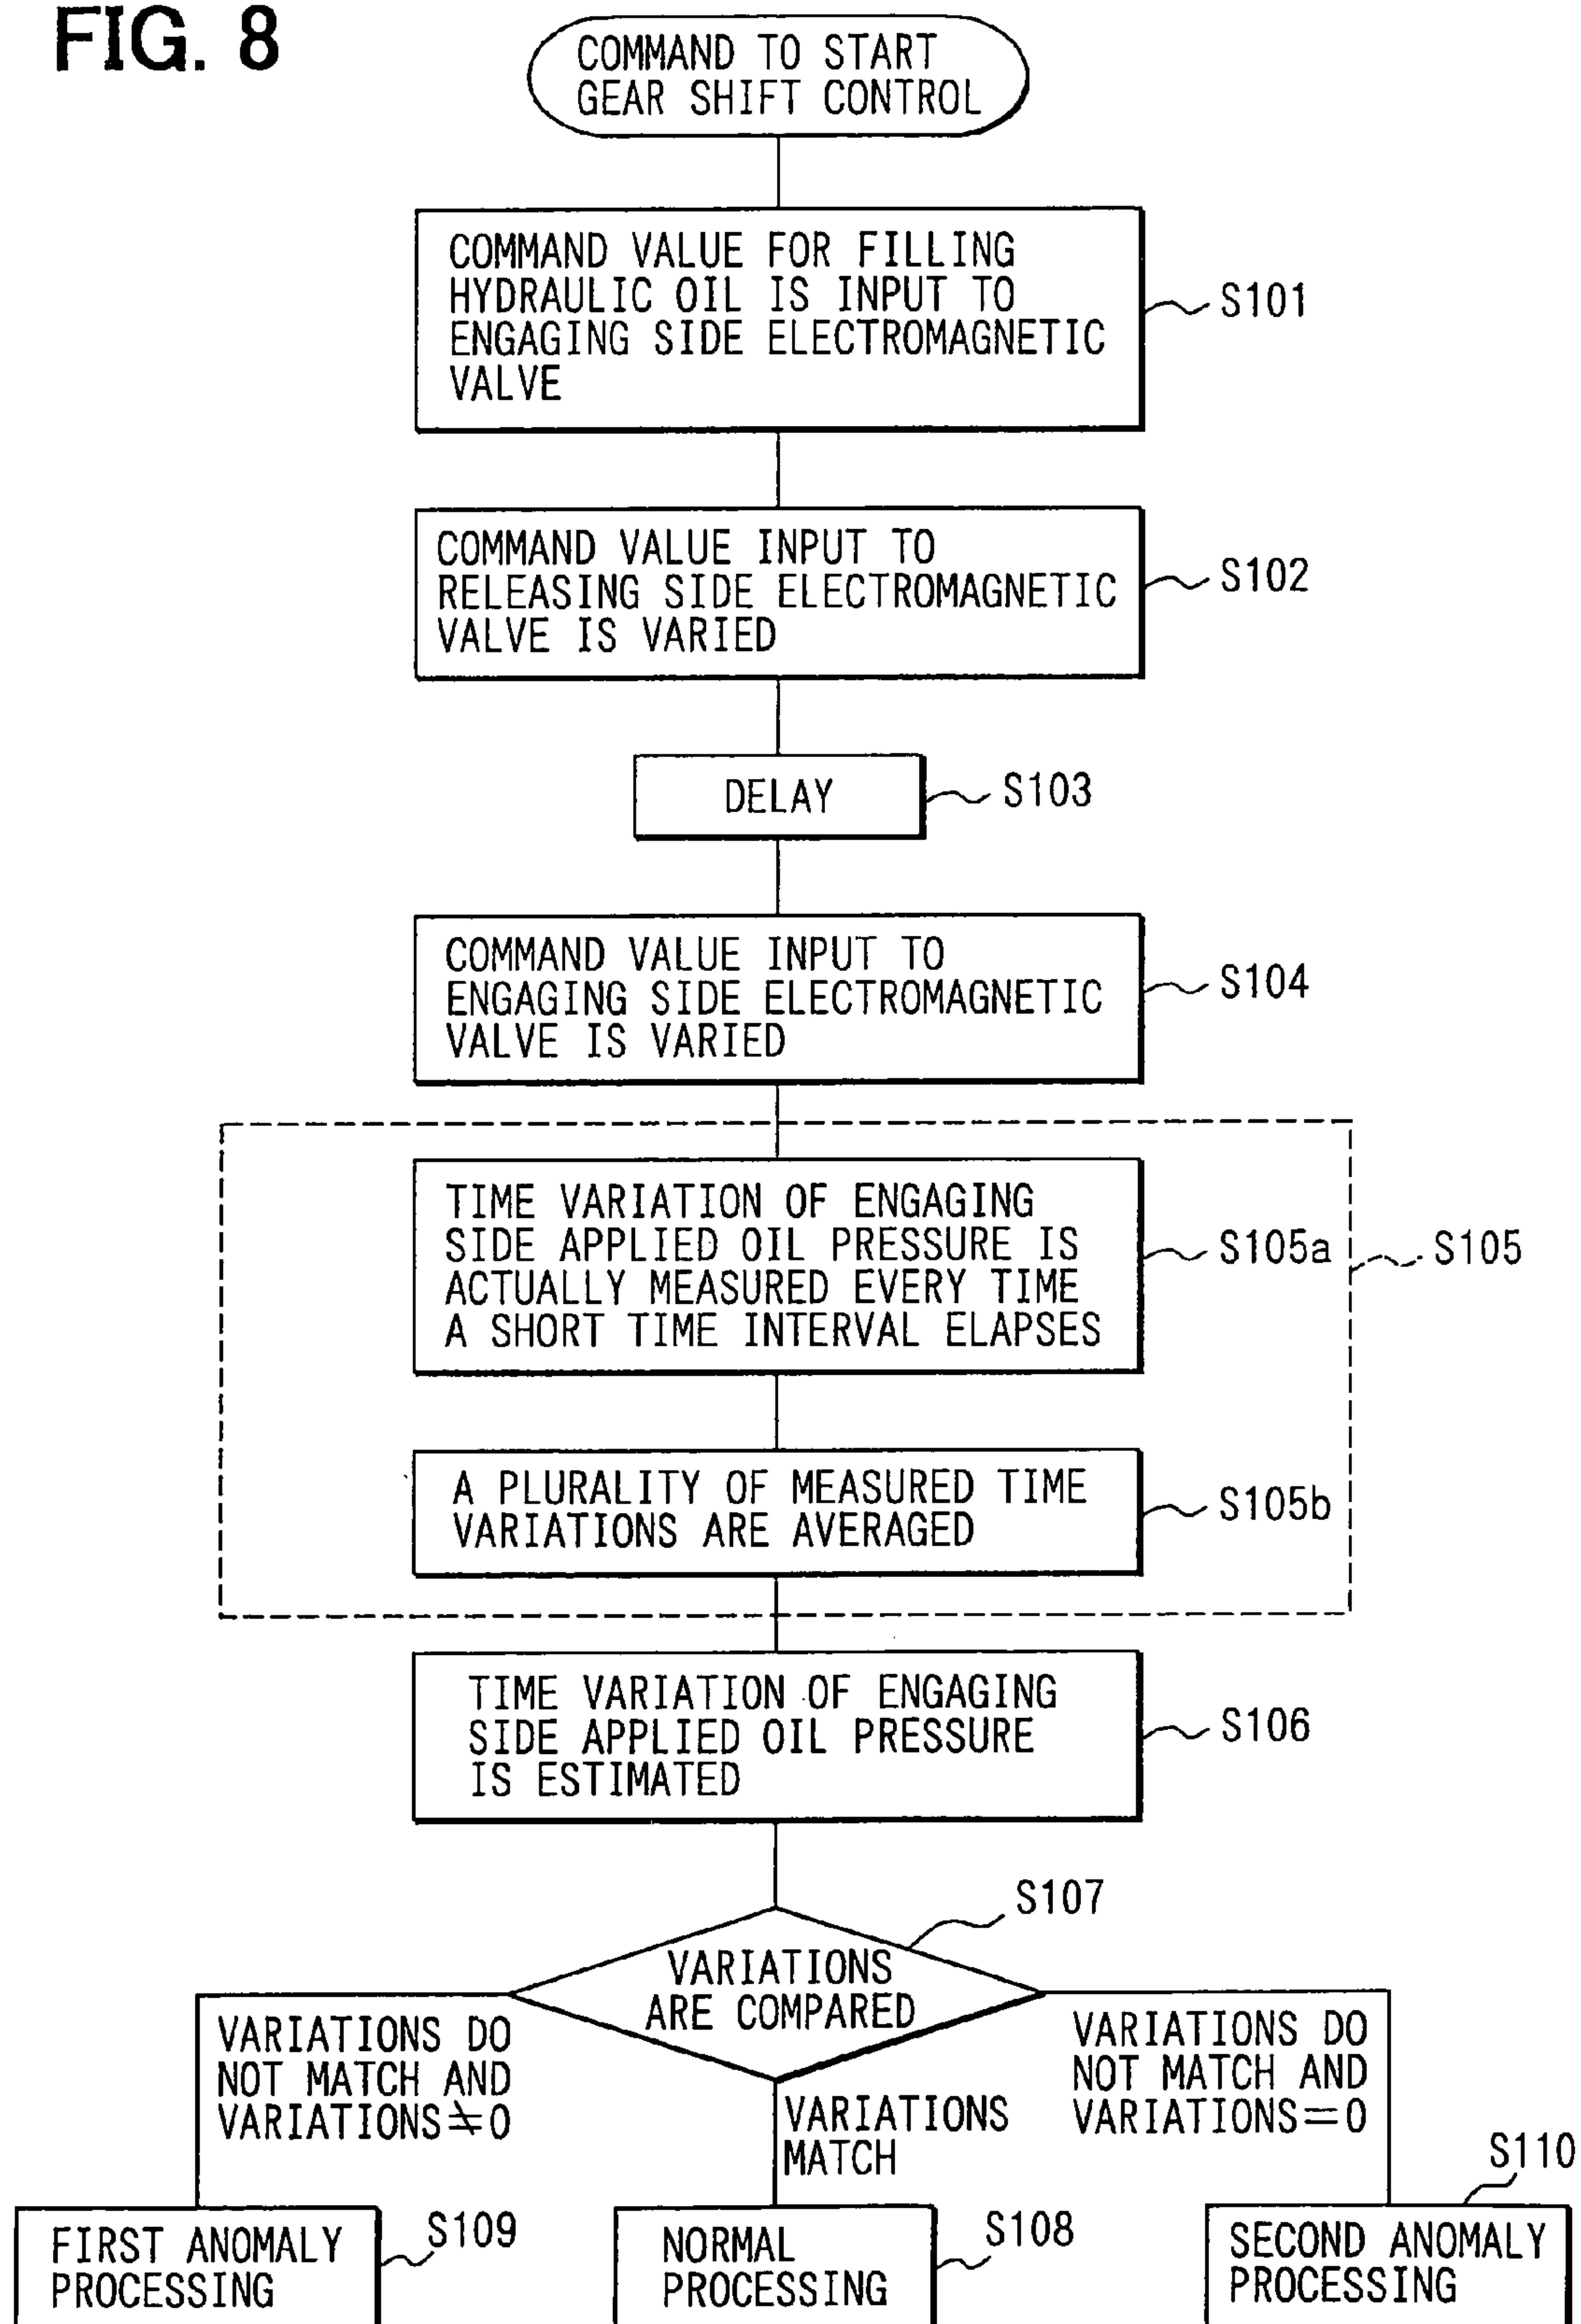 FIG. 8
COMMAND TO START
GEAR SHIFT CONTROL
COMMAND VALUE FOR FILLING
HYDRAULIC OIL IS INPUT TO
ENGAGING SIDE ELECTROMAGNETIC
VALVE
S101
COMMAND VALUE INPUT TO
RELEASING SIDE ELECTROMAGNETIC
VALVE IS VARIED
S102
DELAY
S103
COMMAND VALUE INPUT TO
ENGAGING SIDE ELECTROMAGNETIC
VALVE IS VARIED
S104
TIME VARIATION OF ENGAGING
SIDE APPLIED OIL PRESSURE IS
ACTUALLY MEASURED EVERY TIME
A SHORT TIME INTERVAL ELAPSES
S105a
S105
A PLURALITY OF MEASURED TIME
VARIATIONS ARE AVERAGED
S105b
TIME VARIATION OF ENGAGING
SIDE APPLIED OIL PRESSURE
IS ESTIMATED
S106
S107
VARIATIONS
ARE COMPARED
VARIATIONS DO
NOT MATCH AND
VARIATIONS≠0
VARIATIONS
MATCH
VARIATIONS DO
NOT MATCH AND
VARIATIONS=0
FIRST ANOMALY
PROCESSING
S109
NORMAL
PROCESSING
S108
S110
SECOND ANOMALY
PROCESSING